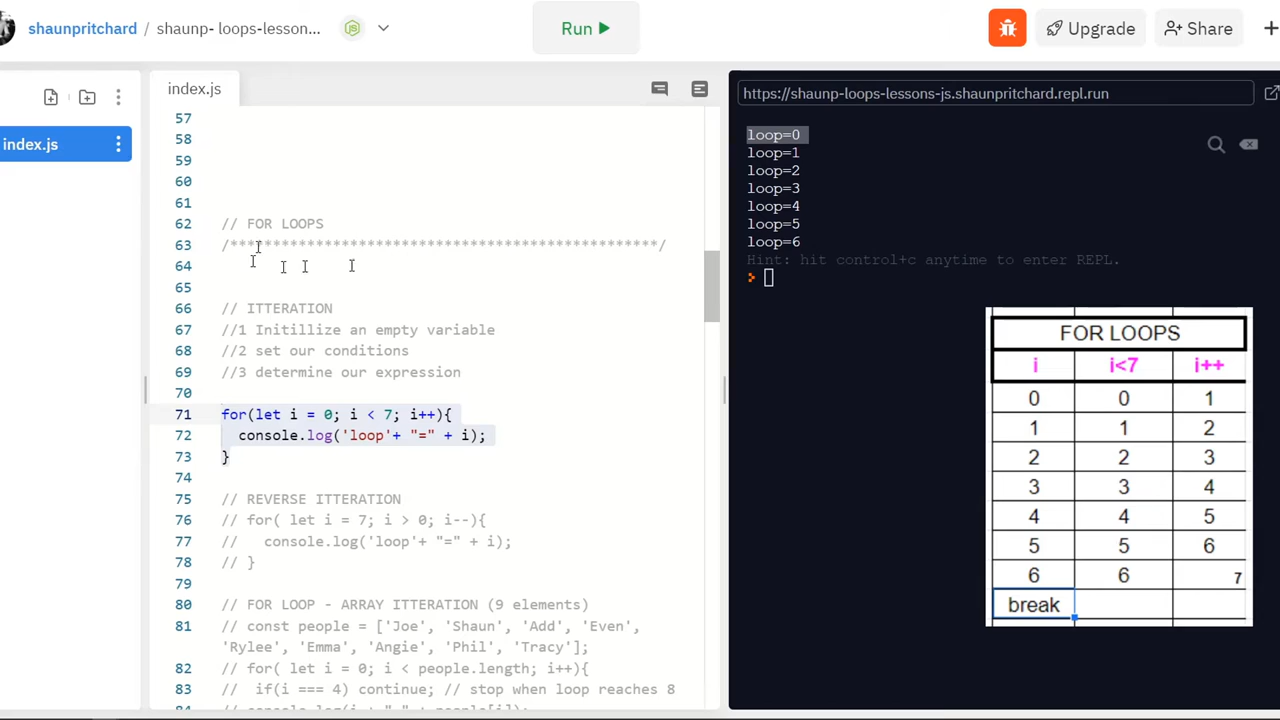 shaunpritchard / shaunp- loops-lesson...
Run
Upgrade
Share
index.js
index.js
57
58
59
60
61
62 // FOR LOOPS
63 /**************************************************/
64
65
66 // ITTERATION
67 //1 Initillize an empty variable
68 //2 set our conditions
69 //3 determine our expression
70
71 for(let i = 0; i < 7; i++){
72 console.log('loop'+ "=" + i);
73 }
74
75 // REVERSE ITTERATION
76 // for( let i = 7; i > 0; i--){
77 //   console.log('loop'+ "=" + i);
78 // }
79
80 // FOR LOOP - ARRAY ITTERATION (9 elements)
81 // const people = ['Joe', 'Shaun', 'Add', 'Even',
'Rylee', 'Emma', 'Angie', 'Phil', 'Tracy'];
82 // for( let i = 0; i < people.length; i++){
83 //  if(i === 4) continue; // stop when loop reaches 8
https://shaunp-loops-lessons-js.shaunpritchard.repl.run
loop=0
loop=1
loop=2
loop=3
loop=4
loop=5
loop=6
Hint: hit control+c anytime to enter REPL.
>
FOR LOOPS
i i<7 i++
0 0 1
1 1 2
2 2 3
3 3 4
4 4 5
5 5 6
6 6 7
break